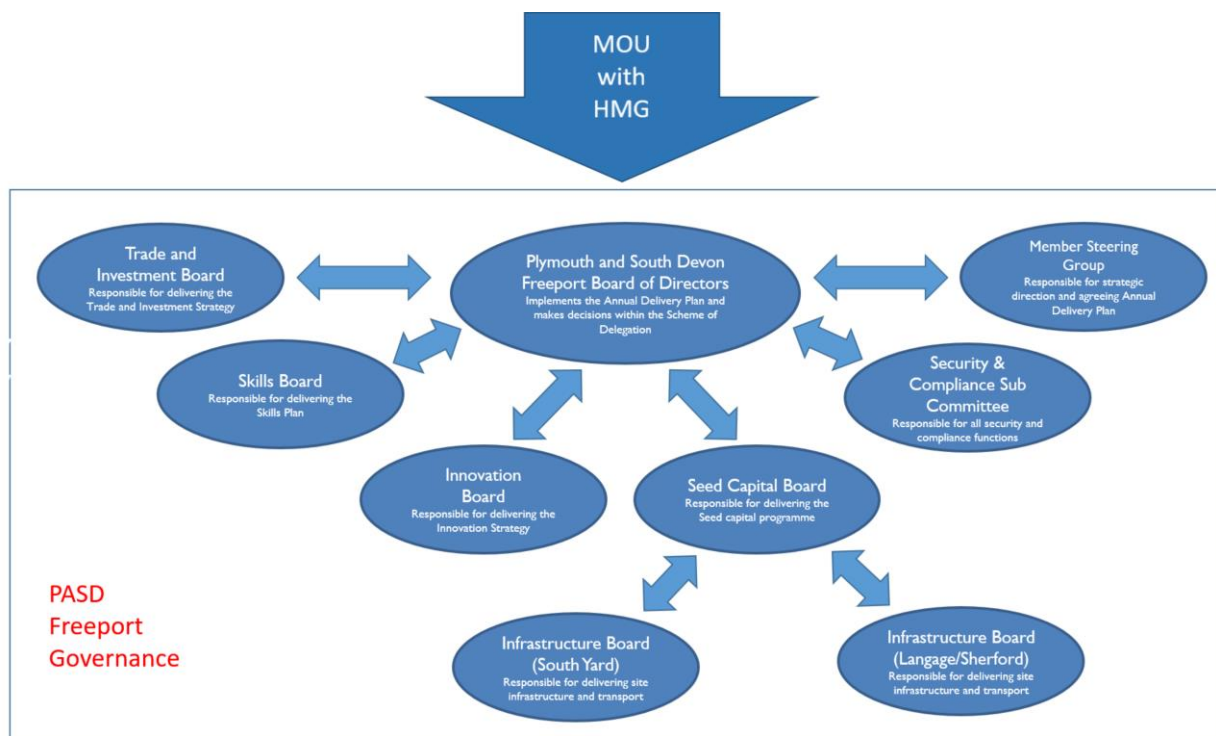 MOU
with
HMG
Trade and
Investment Board
Responsible for delivering the
Trade and Investment Strategy
Plymouth and South Devon
Freeport Board of Directors
Implements the Annual Delivery Plan and
makes decisions within the Scheme of
Delegation
Member Steering
Group
Responsible for strategic
direction and agreeing Annual
Delivery Plan
Skills Board
Responsible for delivering the
Skills Plan
Security &
Compliance Sub
Committee
Responsible for all security and
compliance functions
Innovation
Board
Responsible for delivering the
Innovation Strategy
Seed Capital Board
Responsible for delivering the
Seed capital programme
PASD
Freeport
Governance
Infrastructure Board
(South Yard)
Responsible for delivering site
infrastructure and transport
Infrastructure Board
(Langage/Sherford)
Responsible for delivering site
infrastructure and transport